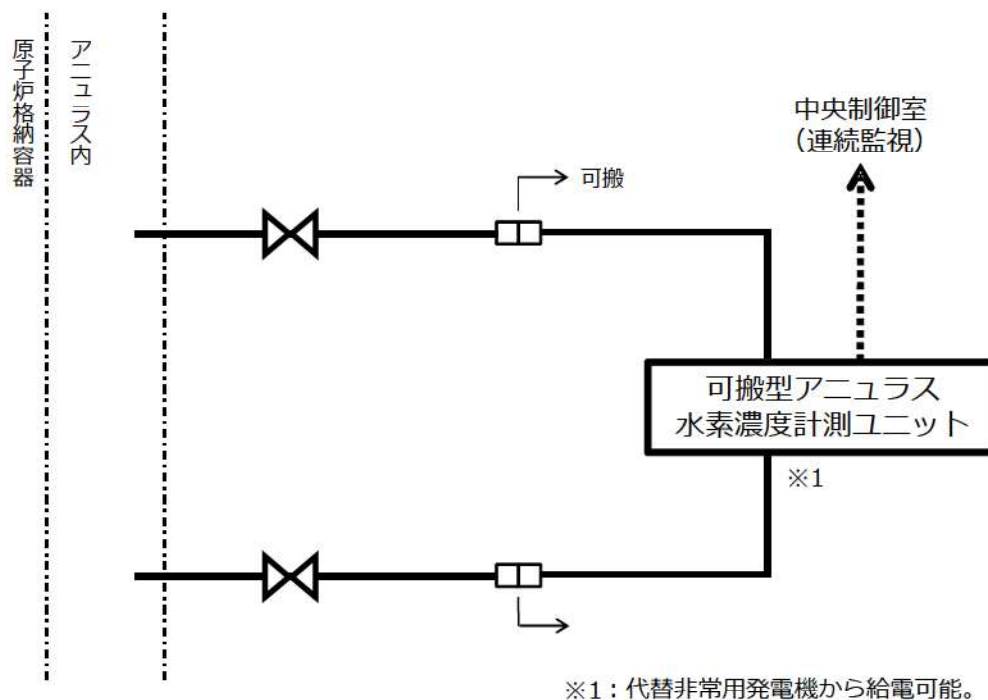 原子炉格納容器
アニュラス内
中央制御室
(連続監視)
可搬
可搬型アニュラス
水素濃度計測ユニット
※1
※1：代替非常用発電機から給電可能。